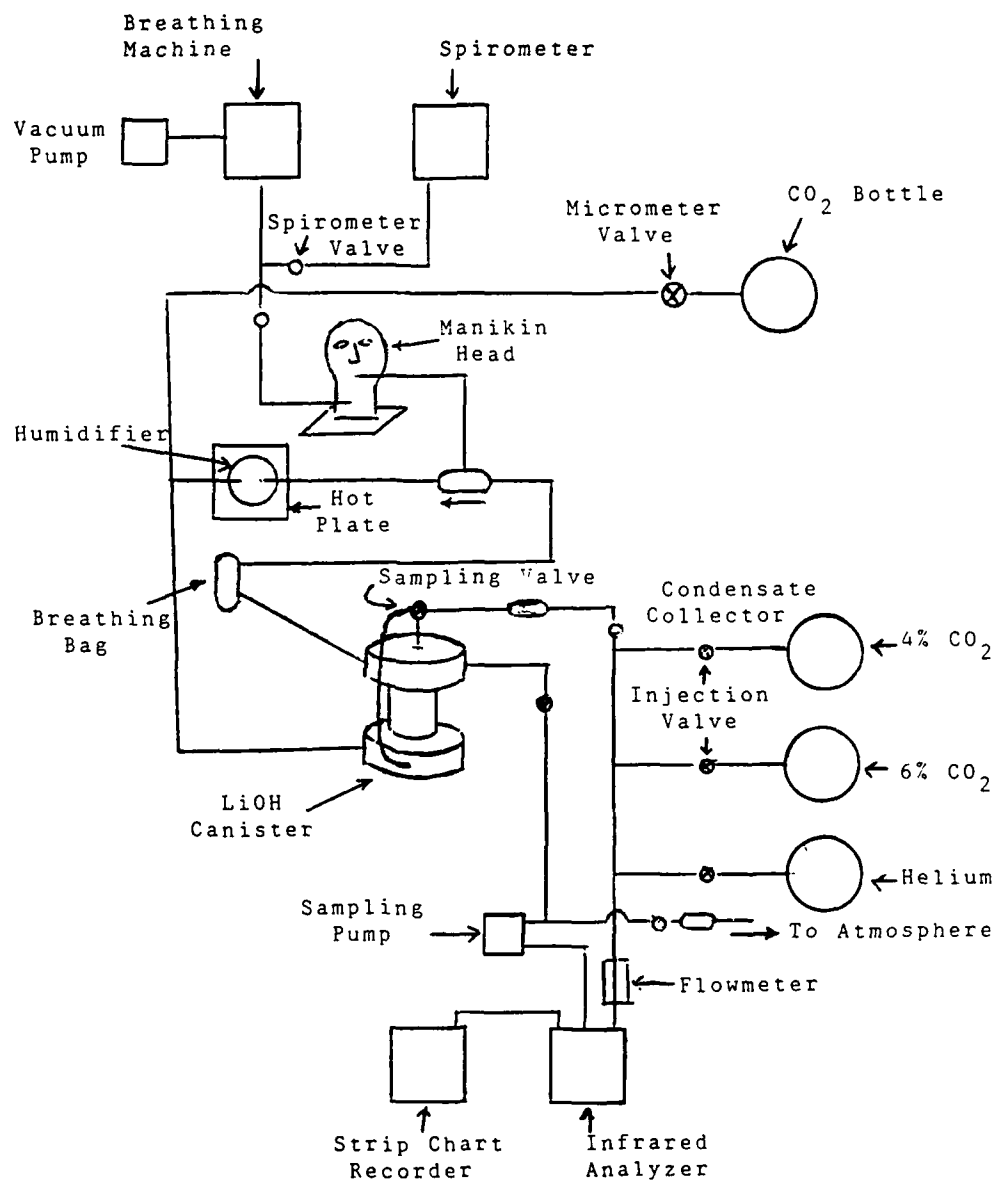 Breathing
Machine
Spirometer
Vacuum
Pump
CO2 Bottle
Micrometer
Valve
Spirometer
Valve
Manikin
Head
Humidifier
Hot
Plate
Sampling Valve
Condensate
Collector
Breathing
Bag
4% CO2
Injection
Valve
6% CO2
LiOH
Canister
Helium
Sampling
Pump
To Atmosphere
Flowmeter
Strip Chart
Recorder
Infrared
Analyzer